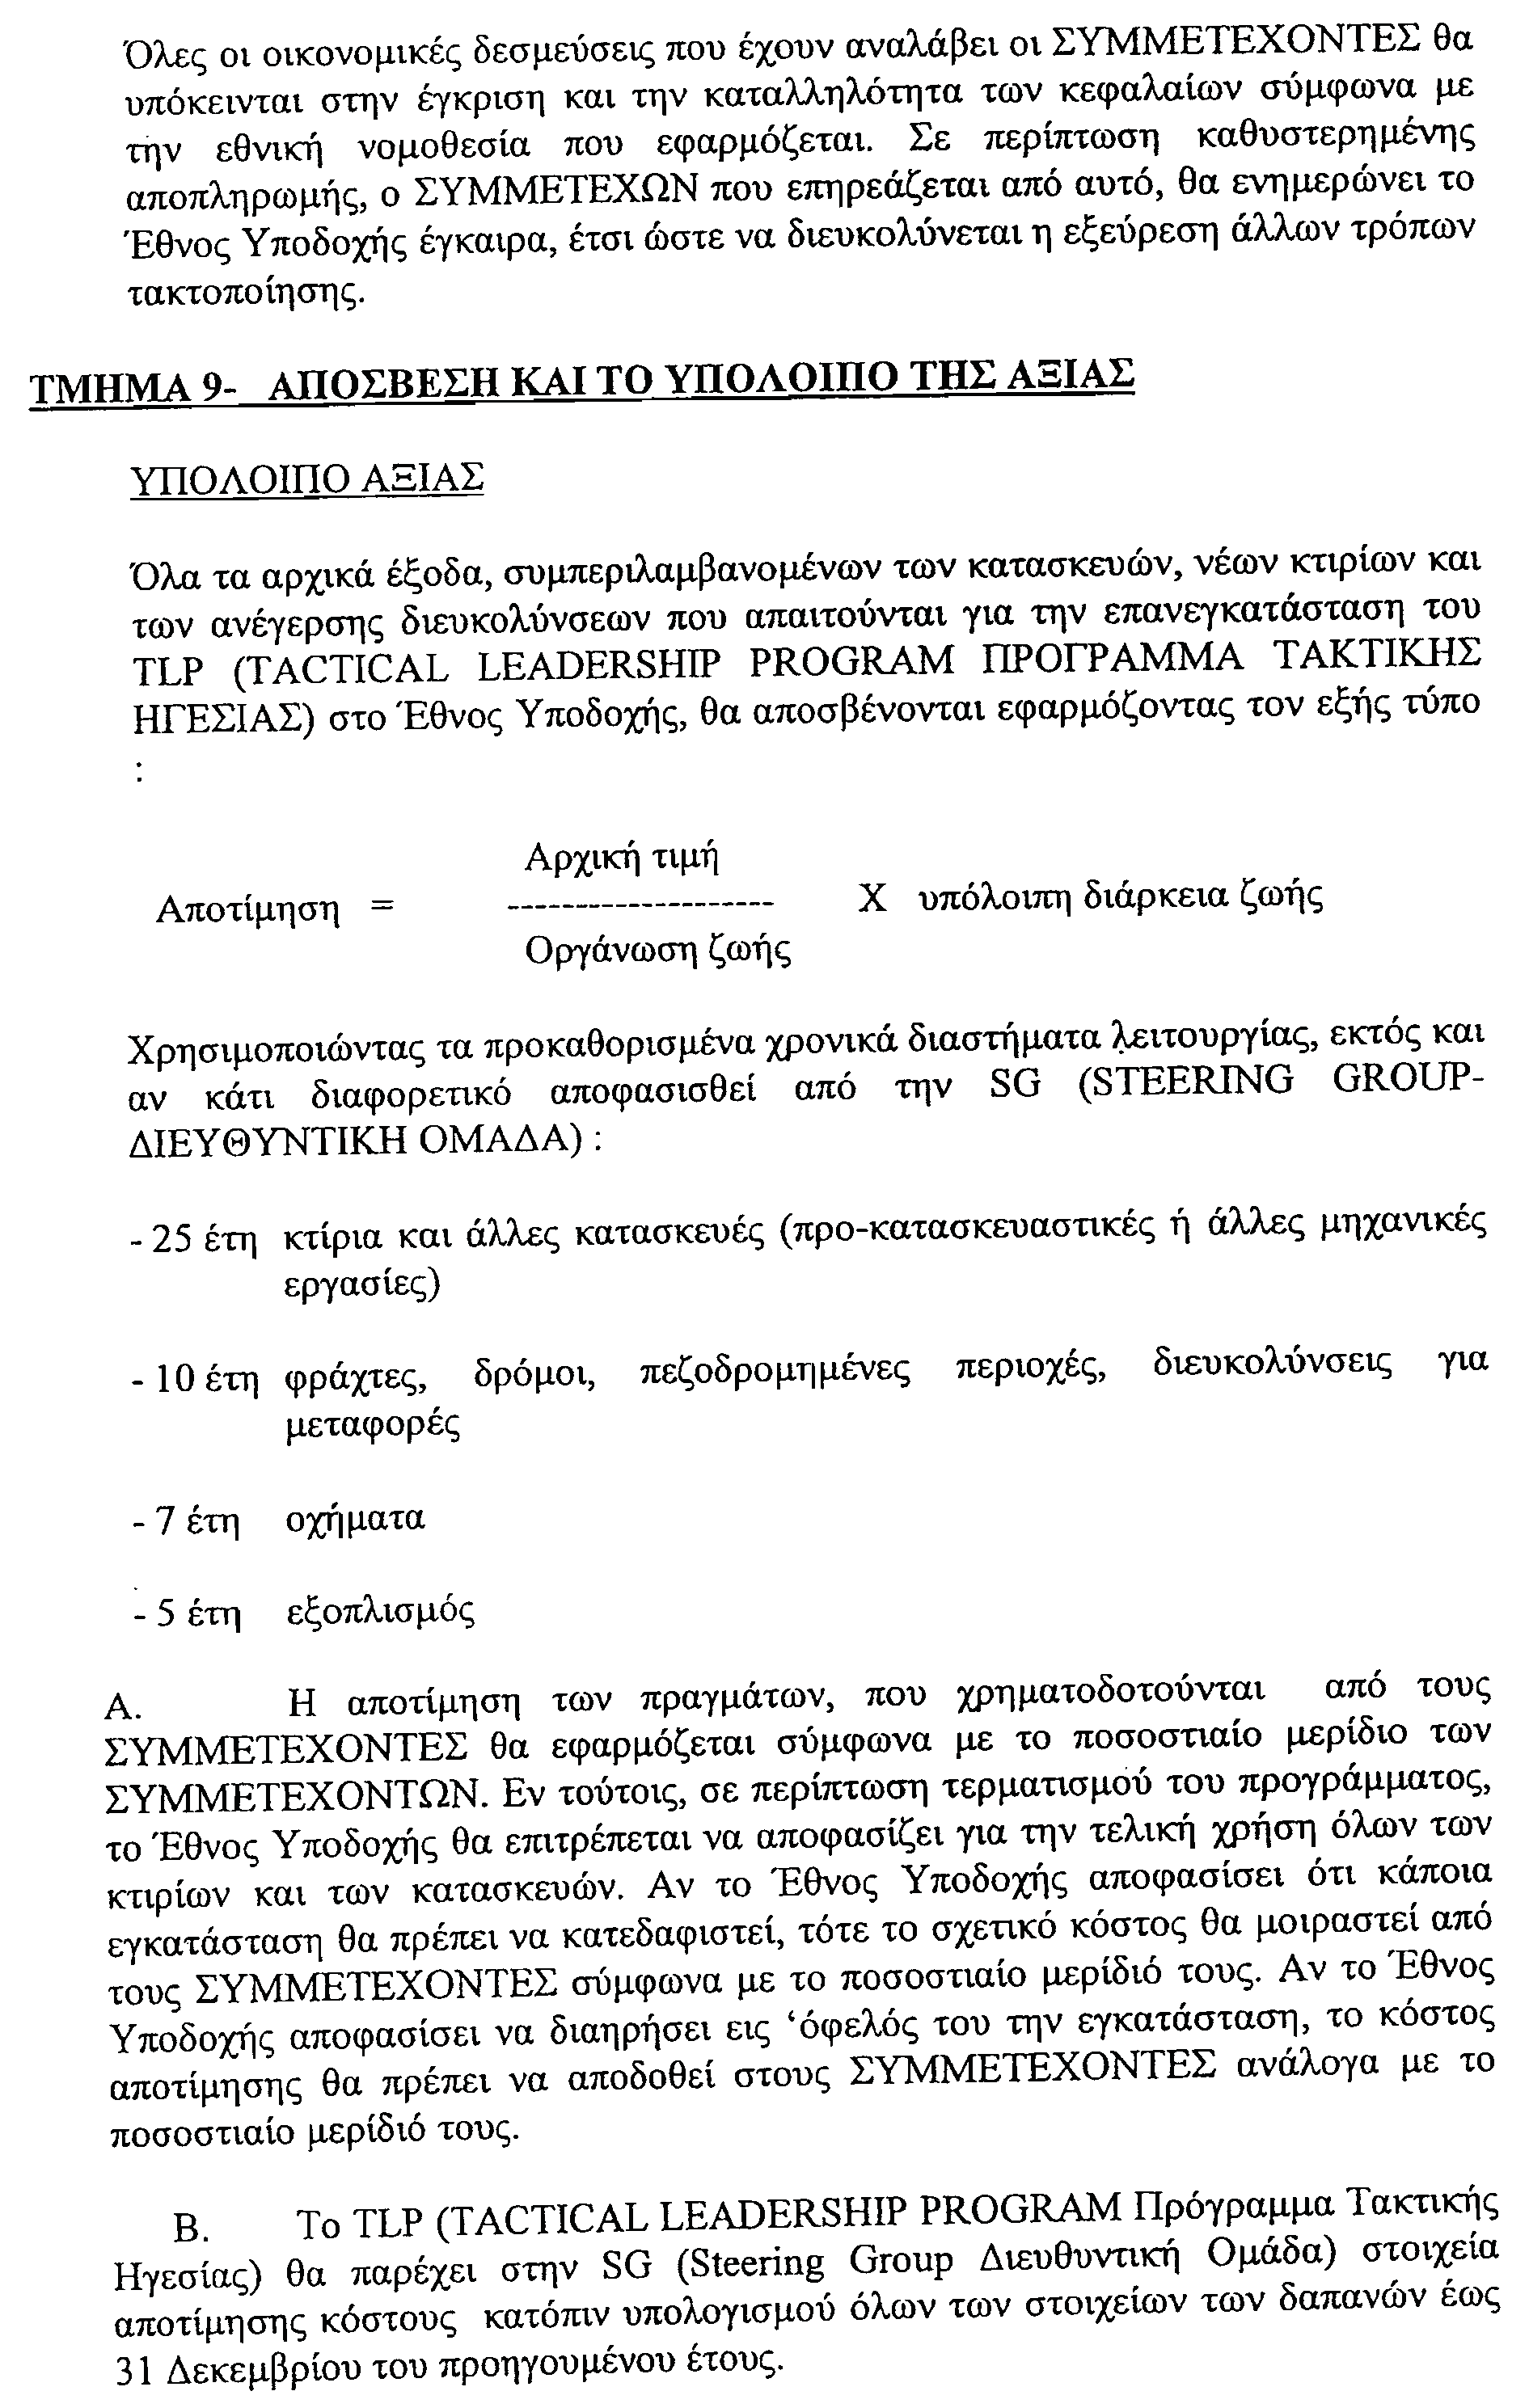 Όλες οι οικονομικές δεσμεύσεις που έχουν αναλάβει οι ΣΥΜΜΕΤΕΧΟΝΤΕΣ θα
υπόκεινται στην έγκριση και την καταλληλότητα των κεφαλαίων σύμφωνα με
την εθνική νομοθεσία που εφαρμόζεται. Σε περίπτωση καθυστερημένης
αποπληρωμής, ο ΣΥΜΜΕΤΕΧΩΝ που επηρεάζεται από αυτό, θα ενημερώνει το
Έθνος Υποδοχής έγκαιρα, έτσι ώστε να διευκολύνεται η εξεύρεση άλλων τρόπων
τακτοποίησης.
ΤΜΗΜΑ 9- ΑΠΟΣΒΕΣΗ ΚΑΙ ΤΟ ΥΠΟΛΟΙΠΟ ΤΗΣ ΑΞΙΑΣ
ΥΠΟΛΟΙΠΟ ΑΞΙΑΣ
Όλα τα αρχικά έξοδα, συμπεριλαμβανομένων των κατασκευών, νέων κτιρίων και
των ανέγερσης διευκολύνσεων που απαιτούνται για την επανεγκατάσταση του
TLP (TACTICAL LEADERSHIP PROGRAM ΠΡΟΓΡΑΜΜΑ ΤΑΚΤΙΚΗΣ
ΗΓΕΣΙΑΣ) στο Έθνος Υποδοχής, θα αποσβένονται εφαρμόζοντας τον εξής τύπο
:
Αρχική τιμή
Αποτίμηση = -------------------- Χ υπόλοιπη διάρκεια ζωής
Οργάνωση ζωής
Χρησιμοποιώντας τα προκαθορισμένα χρονικά διαστήματα λειτουργίας, εκτός και
αν κάτι διαφορετικό αποφασισθεί από την SG (STEERING GROUP-
ΔΙΕΥΘΥΝΤΙΚΗ ΟΜΑΔΑ) :
- 25 έτη κτίρια και άλλες κατασκευές (προ-κατασκευαστικές ή άλλες μηχανικές
εργασίες)
- 10 έτη φράχτες, δρόμοι, πεζοδρομημένες περιοχές, διευκολύνσεις για
μεταφορές
- 7 έτη οχήματα
- 5 έτη εξοπλισμός
Α. Η αποτίμηση των πραγμάτων, που χρηματοδοτούνται από τους
ΣΥΜΜΕΤΕΧΟΝΤΕΣ θα εφαρμόζεται σύμφωνα με το ποσοστιαίο μερίδιο των
ΣΥΜΜΕΤΕΧΟΝΤΩΝ. Εν τούτοις, σε περίπτωση τερματισμού του προγράμματος,
το Έθνος Υποδοχής θα επιτρέπεται να αποφασίζει για την τελική χρήση όλων των
κτιρίων και των κατασκευών. Αν το Έθνος Υποδοχής αποφασίσει ότι κάποια
εγκατάσταση θα πρέπει να κατεδαφιστεί, τότε το σχετικό κόστος θα μοιραστεί από
τους ΣΥΜΜΕΤΕΧΟΝΤΕΣ σύμφωνα με το ποσοστιαίο μερίδιό τους. Αν το Έθνος
Υποδοχής αποφασίσει να διαηρήσει εις ‘όφελός του την εγκατάσταση, το κόστος
αποτίμησης θα πρέπει να αποδοθεί στους ΣΥΜΜΕΤΕΧΟΝΤΕΣ ανάλογα με το
ποσοστιαίο μερίδιό τους.
Β. Το TLP (TACTICAL LEADERSHIP PROGRAM Πρόγραμμα Τακτικής
Ηγεσίας) θα παρέχει στην SG (Steering Group Διευθυντική Ομάδα) στοιχεία
αποτίμησης κόστους κατόπιν υπολογισμού όλων των στοιχείων των δαπανών έως
31 Δεκεμβρίου του προηγουμένου έτους.